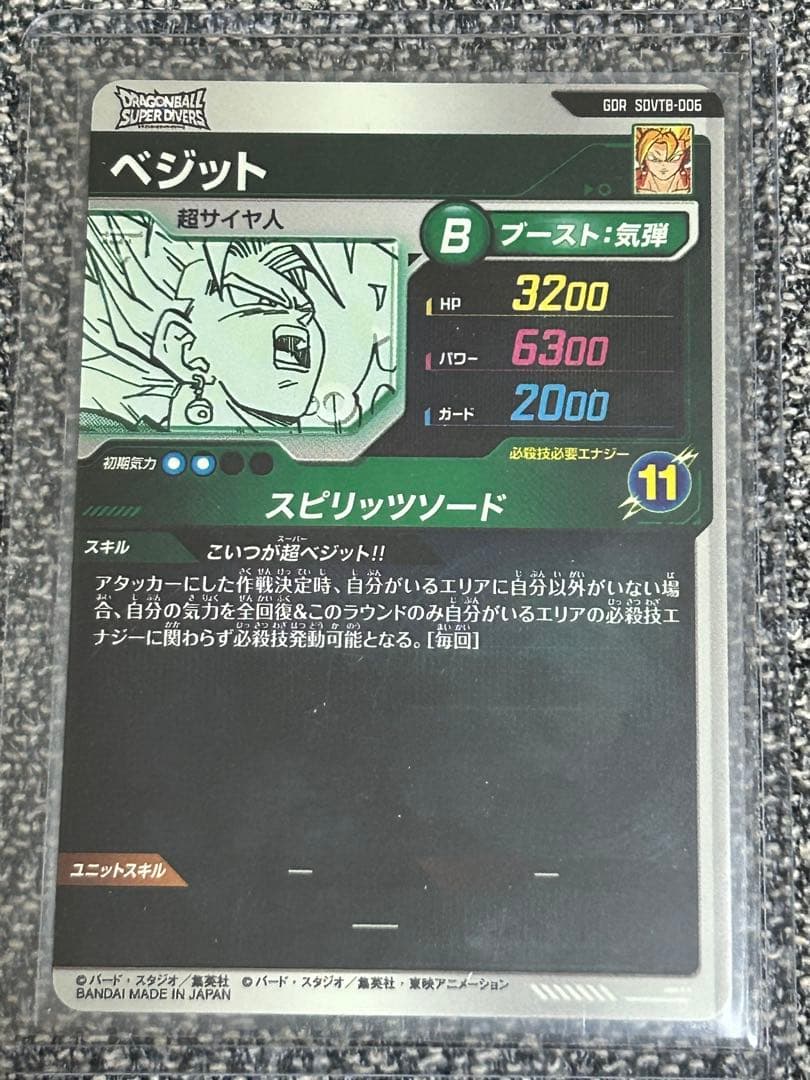 DRAGONBALL
SUPER DIVERS
GDR SDVTB-006
ベジット
超サイヤ人
B ブースト:気弾
HP 3200
パワー 6300
ガード 2000
初期気力
必殺技必要エナジー
11
スピリッツソード
スキル こいつが超ベジット!!
スーパー
アタッカーにした作戦決定時、自分がいるエリアに自分以外がいない場
合、自分の気力を全回復&このラウンドのみ自分がいるエリアの必殺技エ
ナジーに関わらず必殺技発動可能となる。[毎回]
ユニットスキル ― ―
―
©バード・スタジオ/集英社 ©バード・スタジオ/集英社・東映アニメーション
BANDAI MADE IN JAPAN